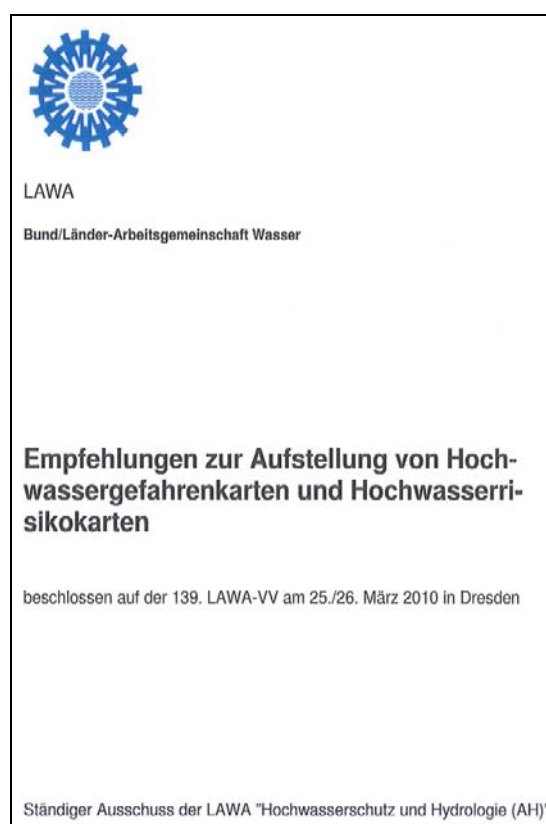 LAWA
Bund/Länder-Arbeitsgemeinschaft Wasser
Empfehlungen zur Aufstellung von Hoch-
wassergefahrenkarten und Hochwasserri-
sikokarten
beschlossen auf der 139. LAWA-VV am 25./26. März 2010 in Dresden
Ständiger Ausschuss der LAWA "Hochwasserschutz und Hydrologie (AH)"